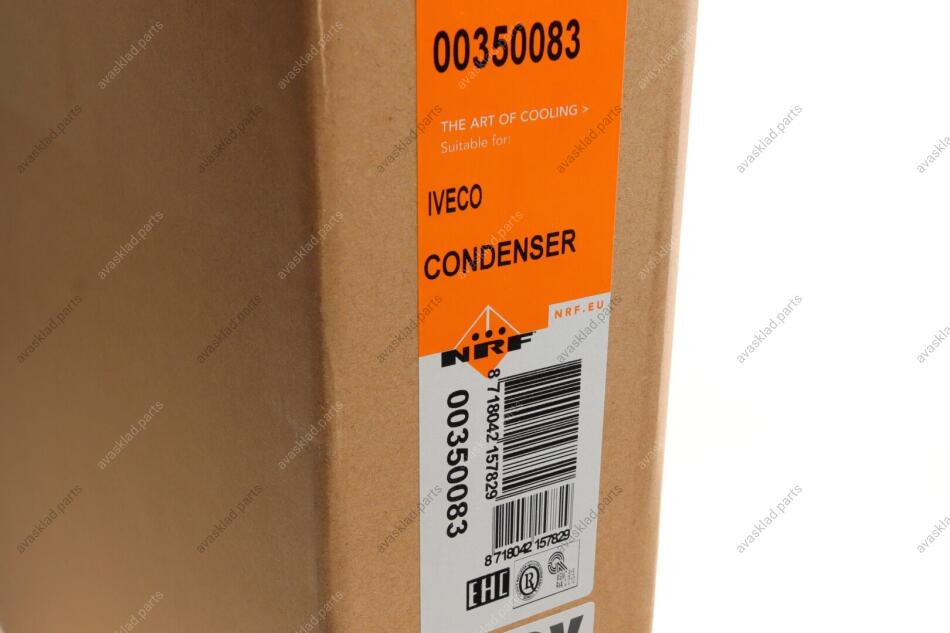 00350083
THE ART OF COOLING >
Suitable for:
IVECO
CONDENSER
NRF.EU
NRF
00350083
8 718042 157829
8 718042 157829
EAC
avasklad.parts